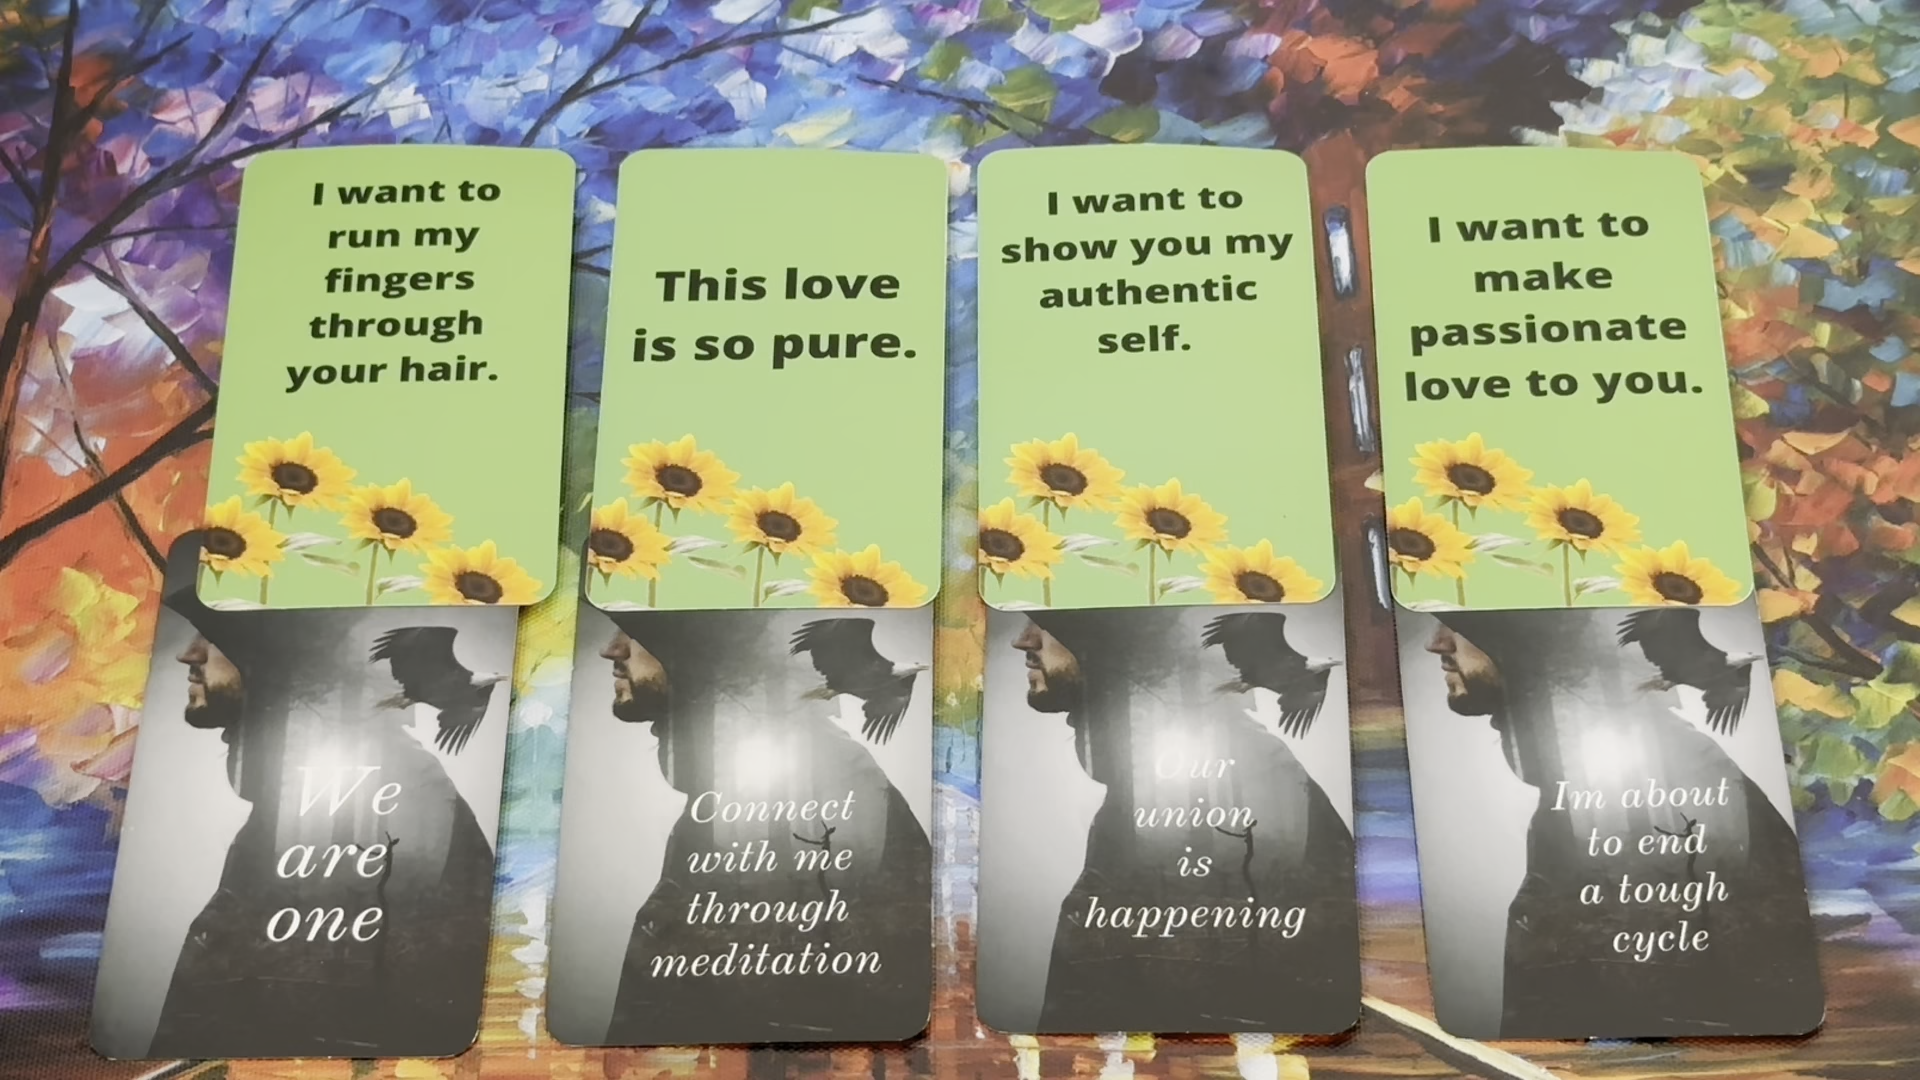 I want to
run my
fingers
through
your hair.
This love
is so pure.
I want to
show you my
authentic
self.
I want to
make
passionate
love to you.
We
are
one
Connect
with me
through
meditation
Our
union
is
happening
Im about
to end
a tough
cycle